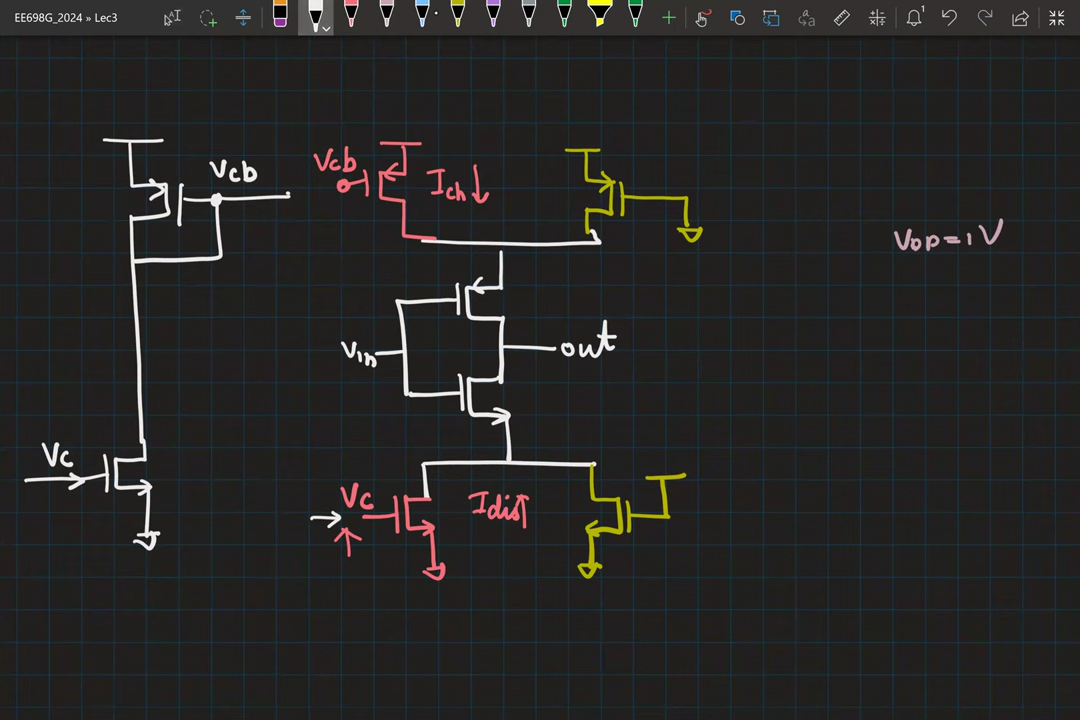 EE698G_2024 » Lec3
Vcb
Vcb
Ich↓
VDD=1V
Vin
out
Vc
Vc
Idis↑